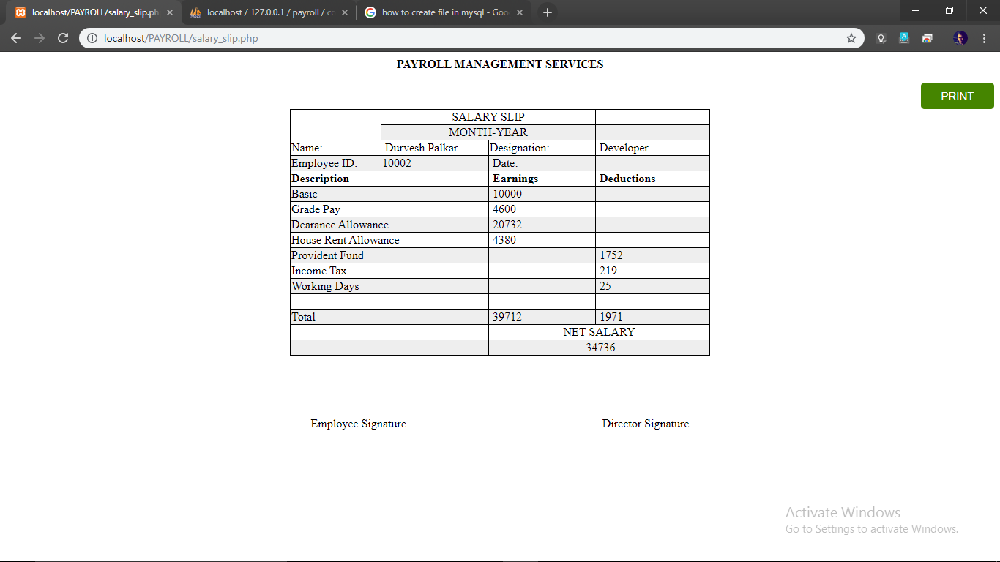 localhost/PAYROLL/salary_slip.ph
localhost / 127.0.0.1 / payroll / co
how to create file in mysql - Goo
localhost/PAYROLL/salary_slip.php
PAYROLL MANAGEMENT SERVICES
PRINT
SALARY SLIP
MONTH-YEAR
Name: Durvesh Palkar Designation: Developer
Employee ID: 10002 Date:
Description Earnings Deductions
Basic 10000
Grade Pay 4600
Dearance Allowance 20732
House Rent Allowance 4380
Provident Fund 1752
Income Tax 219
Working Days 25
Total 39712 1971
NET SALARY
34736
Employee Signature Director Signature
Activate Windows
Go to Settings to activate Windows.